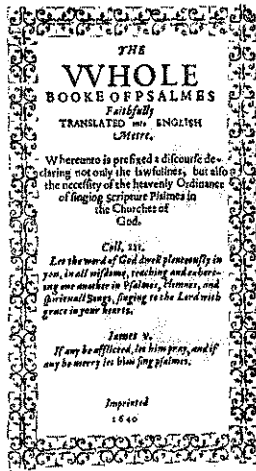 THE
VVHOLE
BOOKE OF PSALMES
Faithfully
TRANSLATED into ENGLISH
Metre.
Whereunto is prefixed a discourse de-
claring not only the lawfullnes, but also
the necessity of the heavenly Ordinance
of singing Scripture Psalmes in
the Churches of
God.
Coll. III.
Let the word of God dwell plenteously in
you, in all wisdome, teaching and exhort-
ing one another in Psalmes, Himnes, and
spirituall Songs, singing to the Lord with
grace in your hearts.
Iames V.
If any be afflicted, let him pray, and if
any be merry let him sing psalmes.
Imprinted
1640